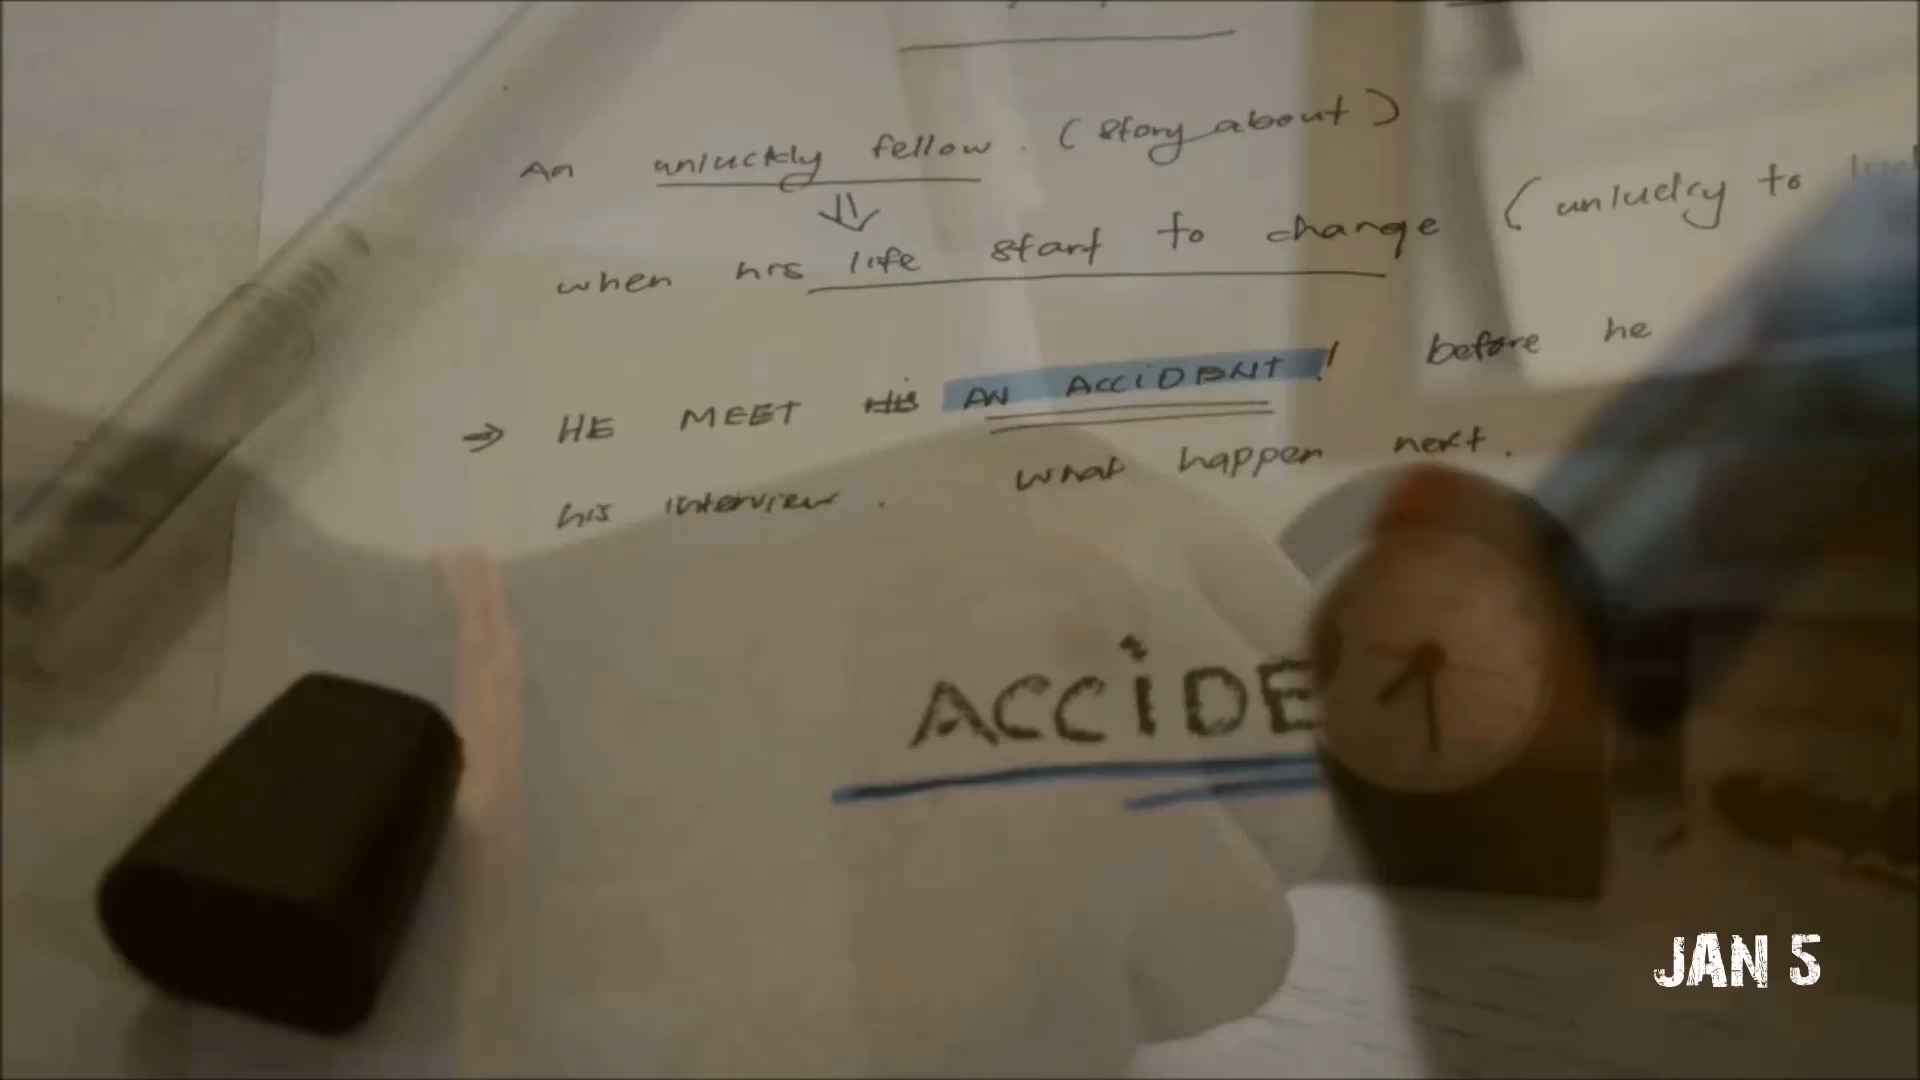 An unluckly fellow. (story about)
when his life start to change (unlucky to
⇒ HE MEET His AN ACCiDENT! before he
his interview. what happen next.
ACCiDE
JAN 5